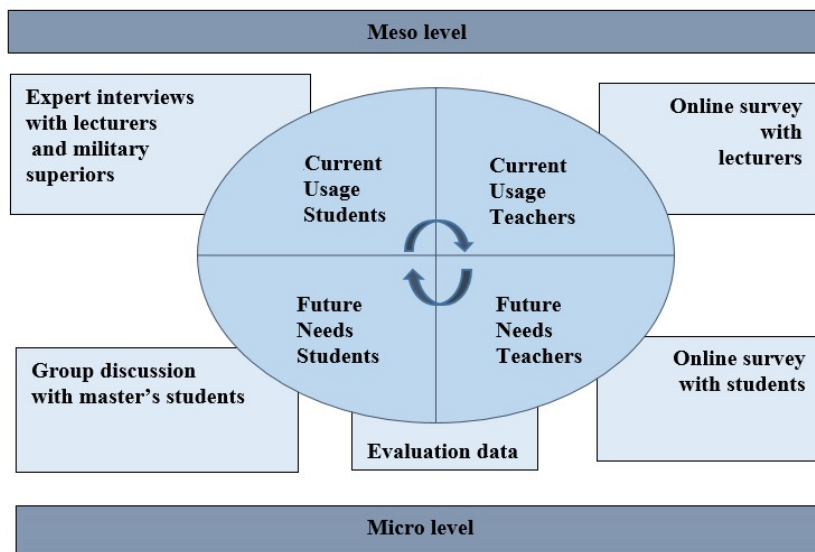 Meso level
Expert interviews
with lecturers
and military
superiors
Online survey
with
lecturers
Current
Usage
Students
Current
Usage
Teachers
Future
Needs
Students
Future
Needs
Teachers
Group discussion
with master’s students
Online survey
with students
Evaluation data
Micro level